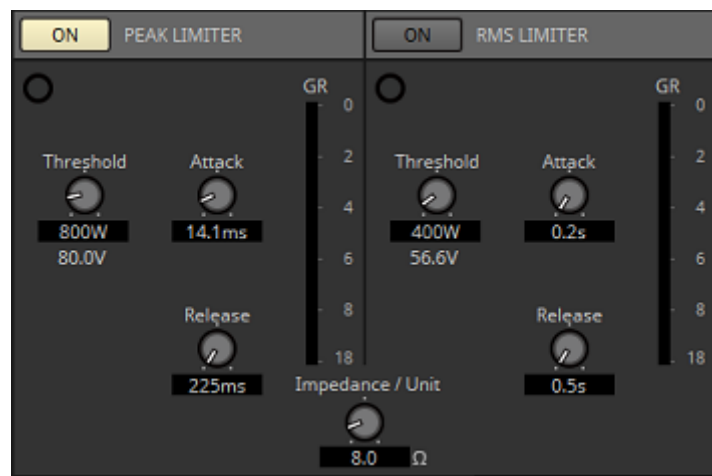 ON PEAK LIMITER
ON RMS LIMITER
GR
0
2
4
6
8
18
Threshold
800W
80.0V
Attack
14.1ms
Release
225ms
GR
0
2
4
6
8
18
Threshold
400W
56.6V
Attack
0.2s
Release
0.5s
Impedance / Unit
8.0 Ω